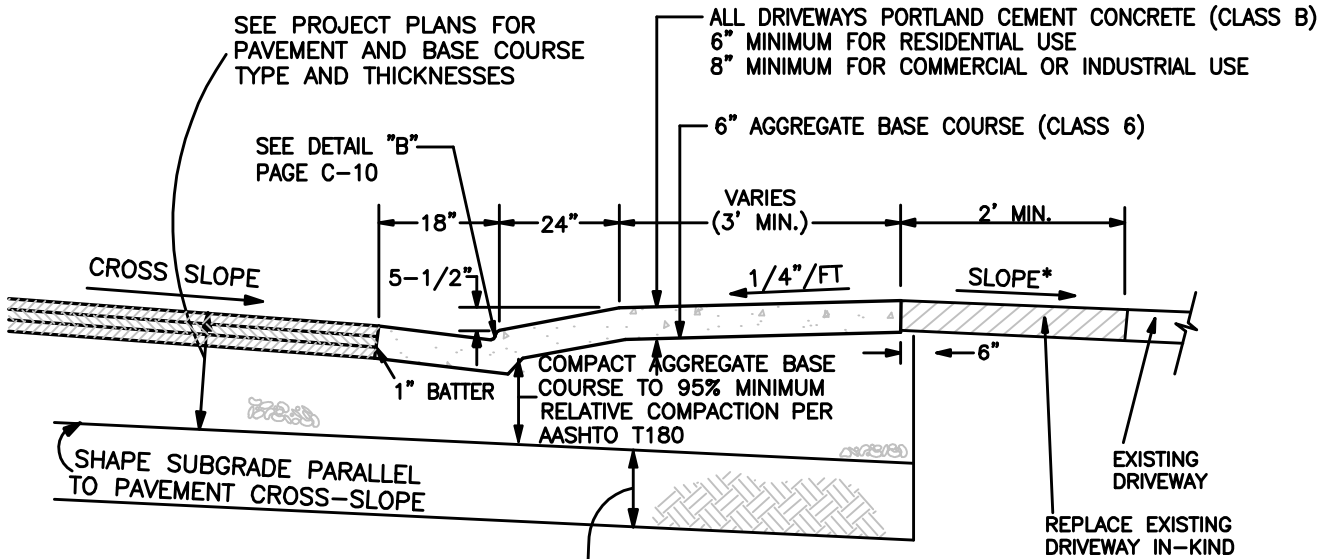 SEE PROJECT PLANS FOR
PAVEMENT AND BASE COURSE
TYPE AND THICKNESSES
ALL DRIVEWAYS PORTLAND CEMENT CONCRETE (CLASS B)
6" MINIMUM FOR RESIDENTIAL USE
8" MINIMUM FOR COMMERCIAL OR INDUSTRIAL USE
6" AGGREGATE BASE COURSE (CLASS 6)
SEE DETAIL "B"
PAGE C-10
18"
24"
VARIES
(3' MIN.)
2' MIN.
CROSS SLOPE
5-1/2"
1/4"/FT
SLOPE*
6"
1" BATTER
COMPACT AGGREGATE BASE
COURSE TO 95% MINIMUM
RELATIVE COMPACTION PER
AASHTO T180
SHAPE SUBGRADE PARALLEL
TO PAVEMENT CROSS-SLOPE
EXISTING
DRIVEWAY
REPLACE EXISTING
DRIVEWAY IN-KIND